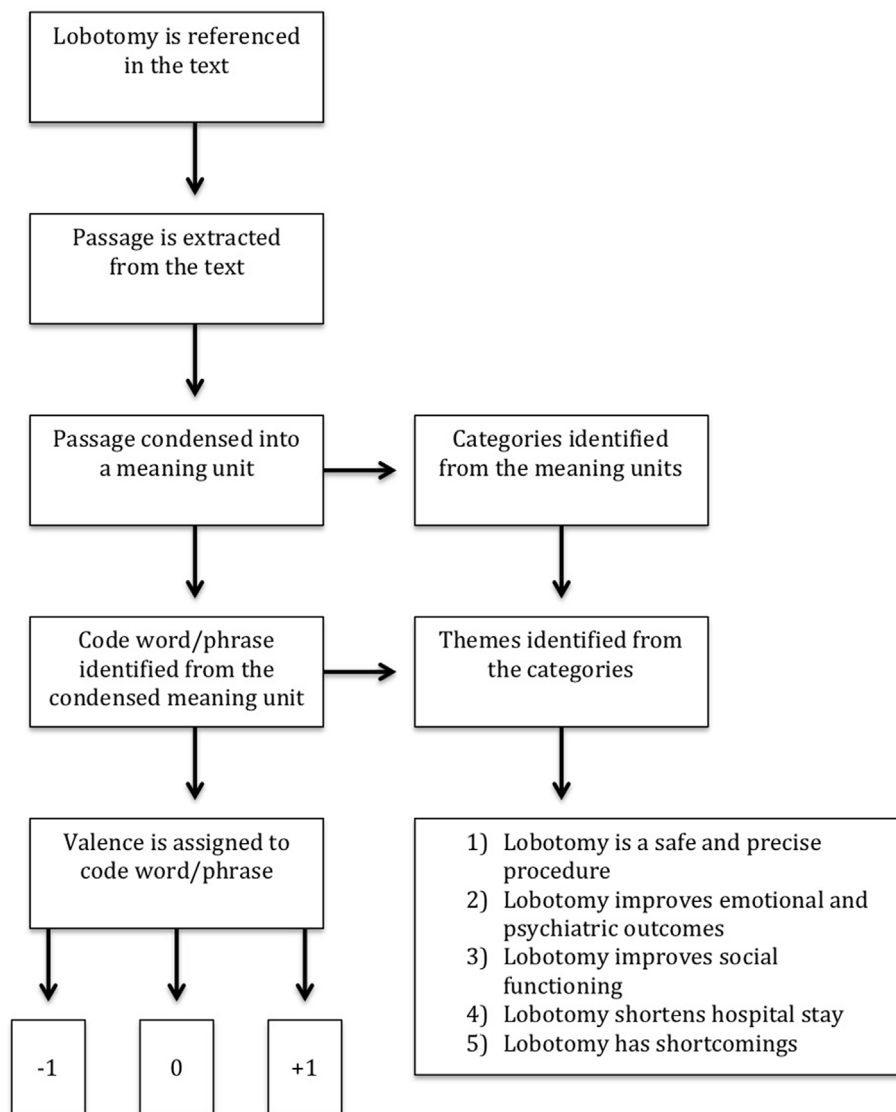 Lobotomy is referenced
in the text
Passage is extracted
from the text
Passage condensed into
a meaning unit
Categories identified
from the meaning units
Code word/phrase
identified from the
condensed meaning unit
Themes identified from
the categories
Valence is assigned to
code word/phrase
1) Lobotomy is a safe and precise
procedure
2) Lobotomy improves emotional and
psychiatric outcomes
3) Lobotomy improves social
functioning
4) Lobotomy shortens hospital stay
5) Lobotomy has shortcomings
-1
0
+1